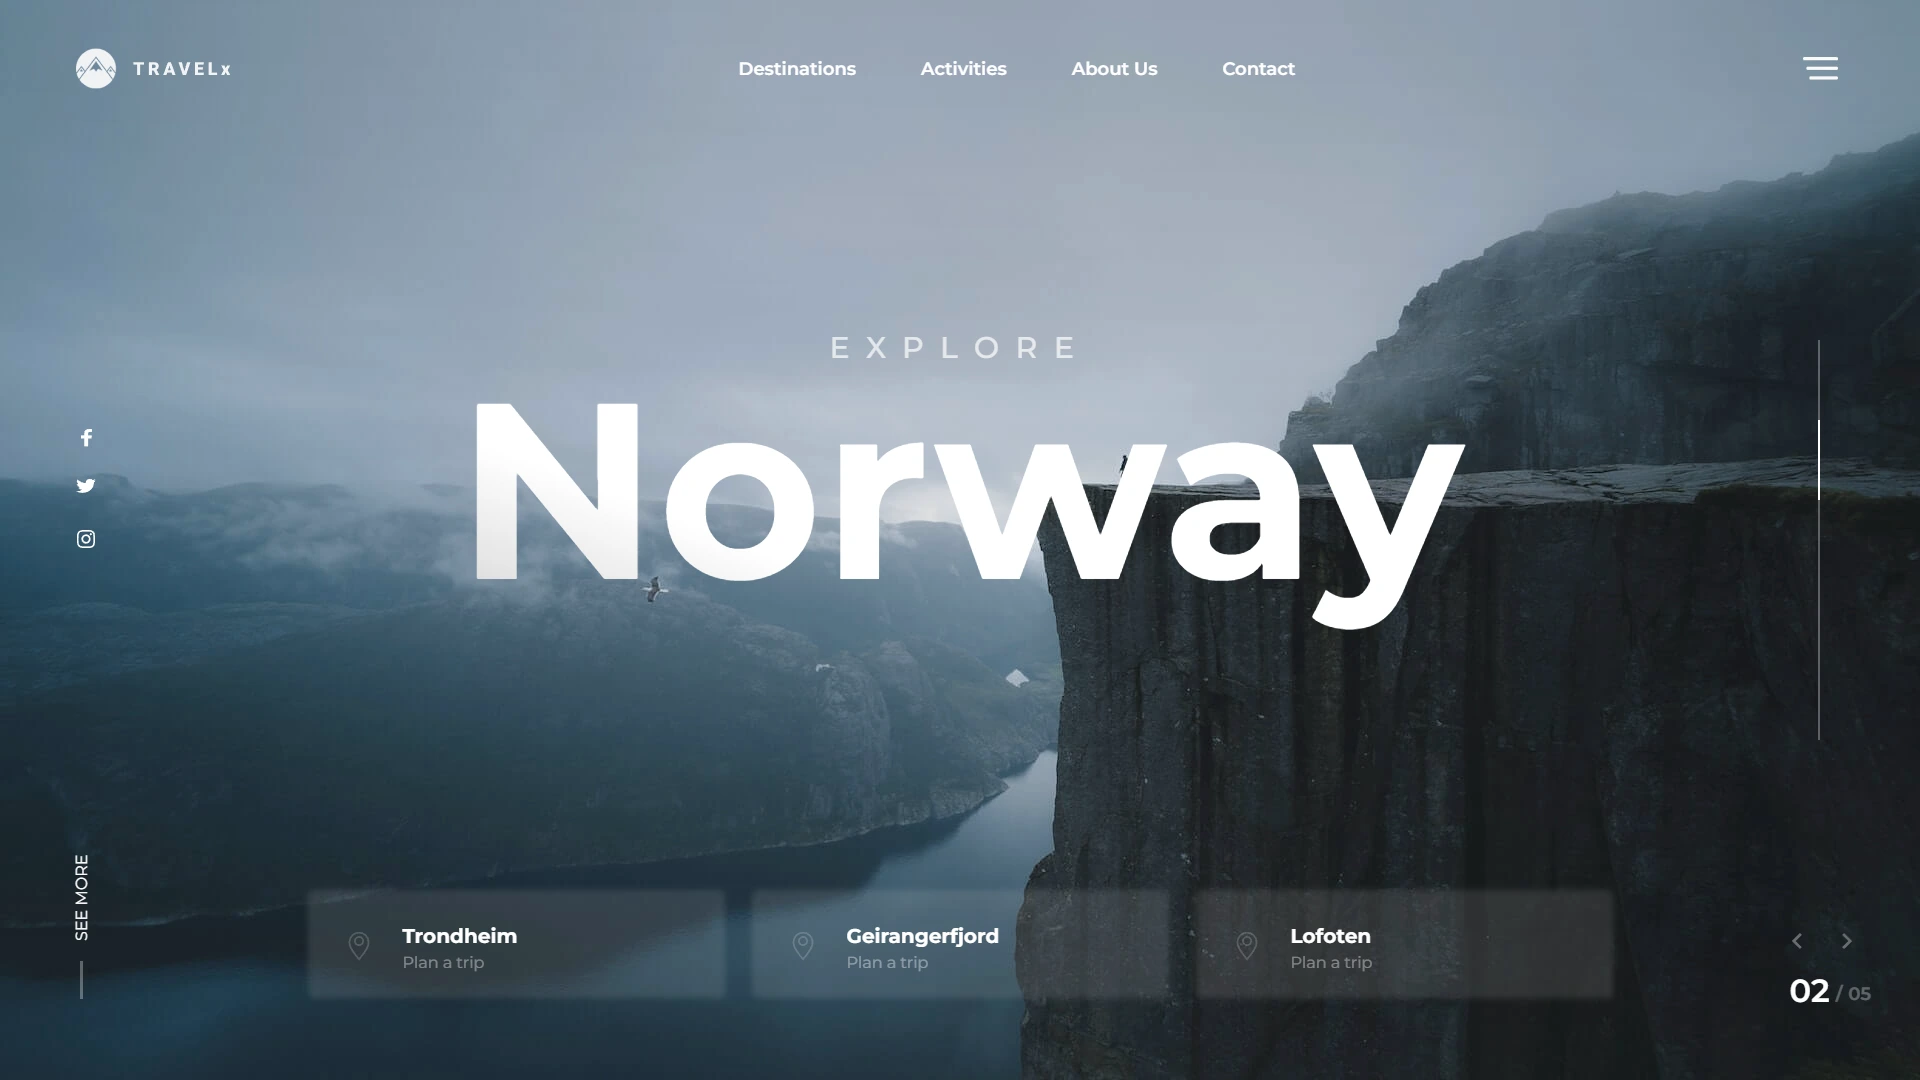 TRAVELx
Destinations
Activities
About Us
Contact
EXPLORE
Norway
SEE MORE
Trondheim
Plan a trip
Geirangerfjord
Plan a trip
Lofoten
Plan a trip
02 / 05